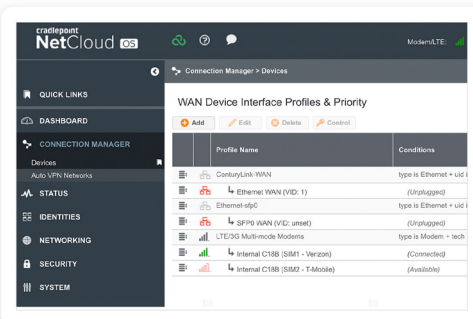 cradlepoint
NetCloud OS
Modem/LTE:
Connection Manager > Devices
QUICK LINKS
DASHBOARD
CONNECTION MANAGER
Devices
Auto VPN Networks
STATUS
IDENTITIES
NETWORKING
SECURITY
SYSTEM
WAN Device Interface Profiles & Priority
Add Edit Delete Control
Profile Name Conditions
CenturyLink-WAN type is Ethernet + uid i
Ethernet WAN (VID: 1) (Unplugged)
Ethernet-sfp0 type is Ethernet + uid i
SFP0 WAN (VID: unset) (Unplugged)
LTE/3G Multi-mode Modems type is Modem + tech
Internal C18B (SIM1 - Verizon) (Connected)
Internal C18B (SIM2 - T-Mobile) (Available)